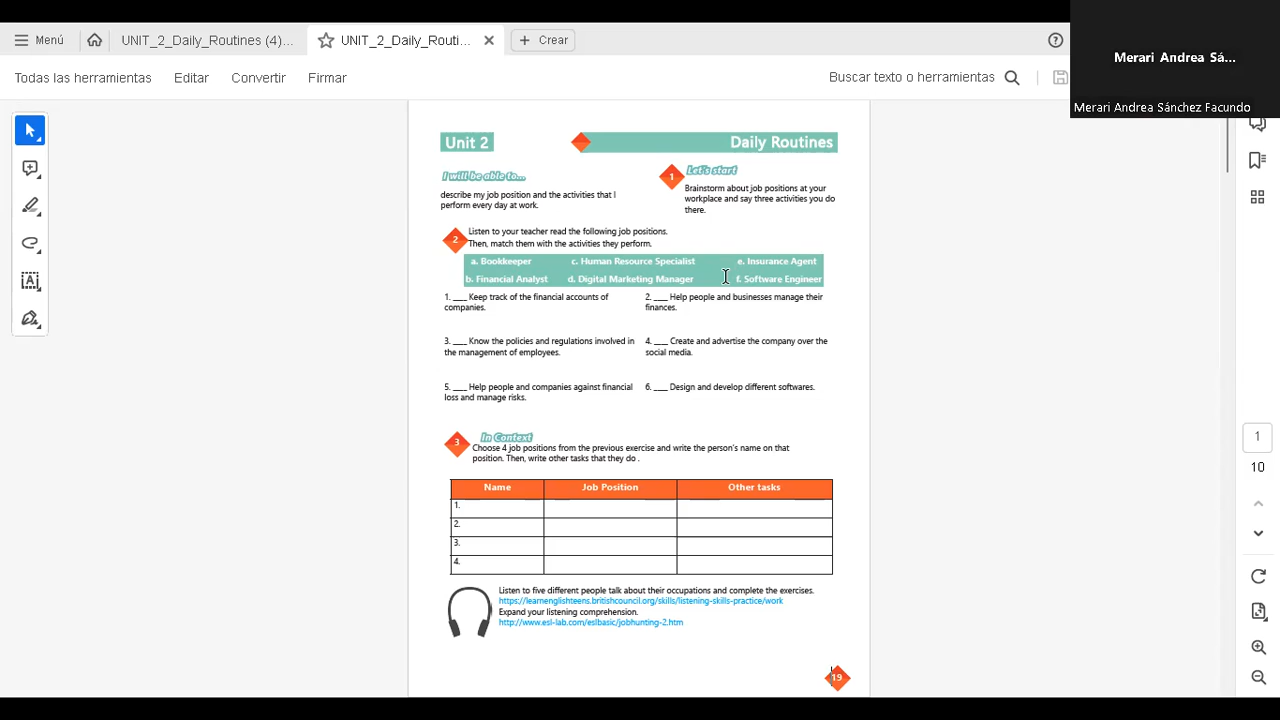 Menú
UNIT_2_Daily_Routines (4)...
UNIT_2_Daily_Routi...
Crear
Merari Andrea Sá...
Merari Andrea Sánchez Facundo
Todas las herramientas
Editar
Convertir
Firmar
Buscar texto o herramientas
Unit 2
Daily Routines
I will be able to...
describe my job position and the activities that I
perform every day at work.
1
Let's start
Brainstorm about job positions at your
workplace and say three activities you do
there.
2
Listen to your teacher read the following job positions.
Then, match them with the activities they perform.
a. Bookkeeper
c. Human Resource Specialist
e. Insurance Agent
b. Financial Analyst
d. Digital Marketing Manager
f. Software Engineer
1. ___ Keep track of the financial accounts of
companies.
2. ___ Help people and businesses manage their
finances.
3. ___ Know the policies and regulations involved in
the management of employees.
4. ___ Create and advertise the company over the
social media.
5. ___ Help people and companies against financial
loss and manage risks.
6. ___ Design and develop different softwares.
3
In Context
Choose 4 job positions from the previous exercise and write the person's name on that
position. Then, write other tasks that they do .
Name
Job Position
Other tasks
1.
2.
3.
4.
Listen to five different people talk about their occupations and complete the exercises.
https://learnenglishteens.britishcouncil.org/skills/listening-skills-practice/work
Expand your listening comprehension.
http://www.esl-lab.com/eslbasic/jobhunting-2.htm
19
1
10